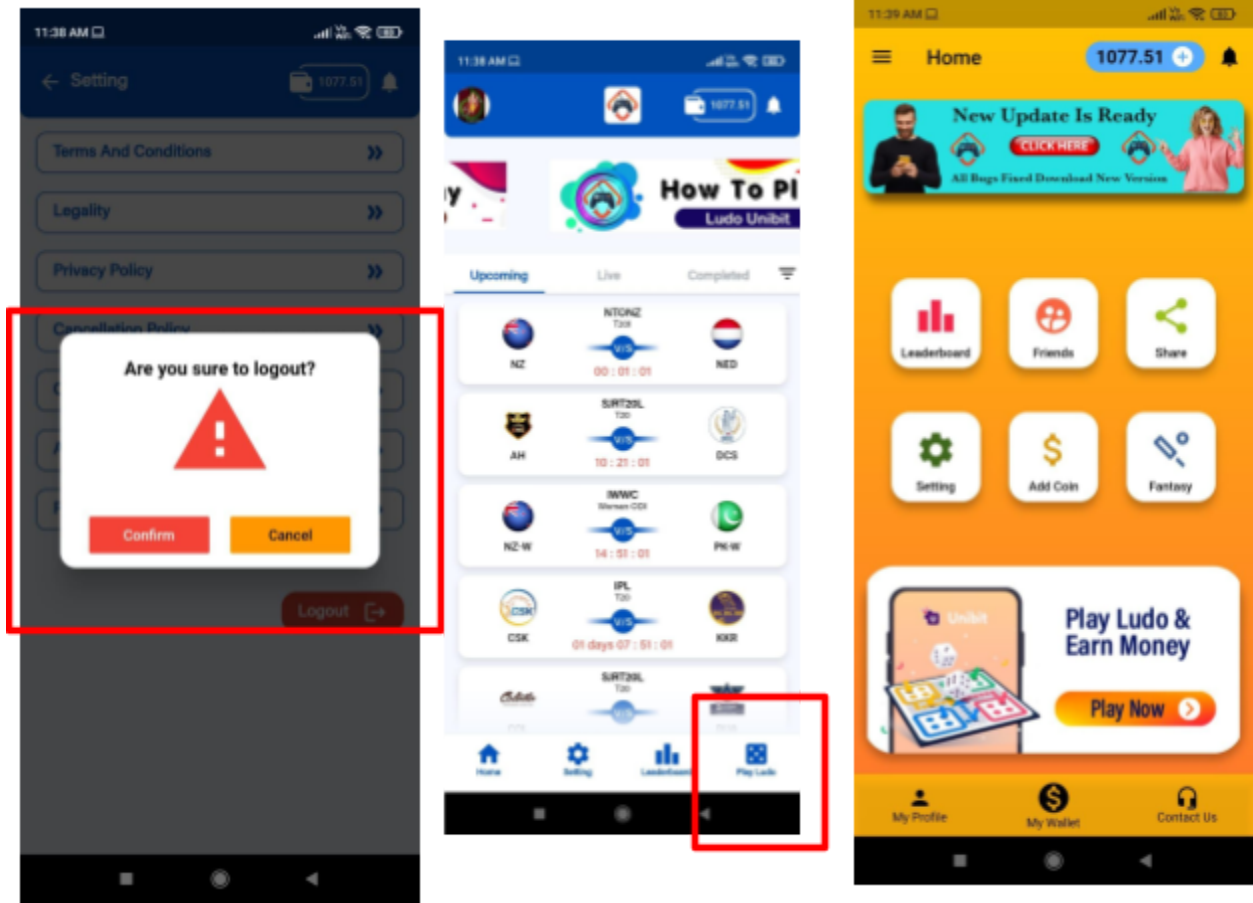 11:38 AM
Setting
1077.51
Terms And Conditions
Legality
Privacy Policy
Cancellation Policy
Are you sure to logout?
Confirm
Cancel
Logout
11:38 AM
1077.51
How To Pl
Ludo Unibit
Upcoming
Live
Completed
NTONZ
T20I
V/S
NZ
NED
00 : 01 : 01
SJRT20L
T20
V/S
AH
DCS
10 : 21 : 01
IWWC
Women ODI
V/S
NZ-W
PK-W
14 : 51 : 01
IPL
T20
V/S
CSK
CSK
KKR
01 days 07 : 51 : 01
SJRT20L
T20
V/S
Home
Setting
Leaderboard
Play Ludo
11:39 AM
Home
1077.51
New Update Is Ready
CLICK HERE
All Bugs Fixed Download New Version
Leaderboard
Friends
Share
Setting
Add Coin
Fantasy
Unibit
Play Ludo &
Earn Money
Play Now
My Profile
My Wallet
Contact Us